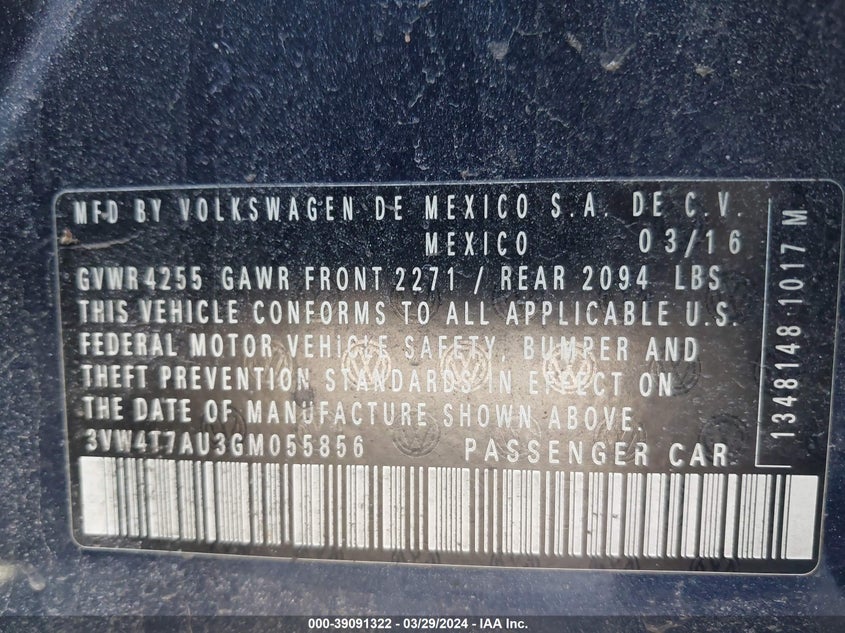 MFD BY VOLKSWAGEN DE MEXICO S.A. DE C.V.
MEXICO 03/16
GVWR 4255 GAWR FRONT 2271 / REAR 2094 LBS
THIS VEHICLE CONFORMS TO ALL APPLICABLE U.S.
FEDERAL MOTOR VEHICLE SAFETY, BUMPER AND
THEFT PREVENTION STANDARDS IN EFFECT ON
THE DATE OF MANUFACTURE SHOWN ABOVE.
3VW4T7AU3GM055856 PASSENGER CAR
1348148 1017 M
000-39091322 - 03/29/2024 - IAA Inc.